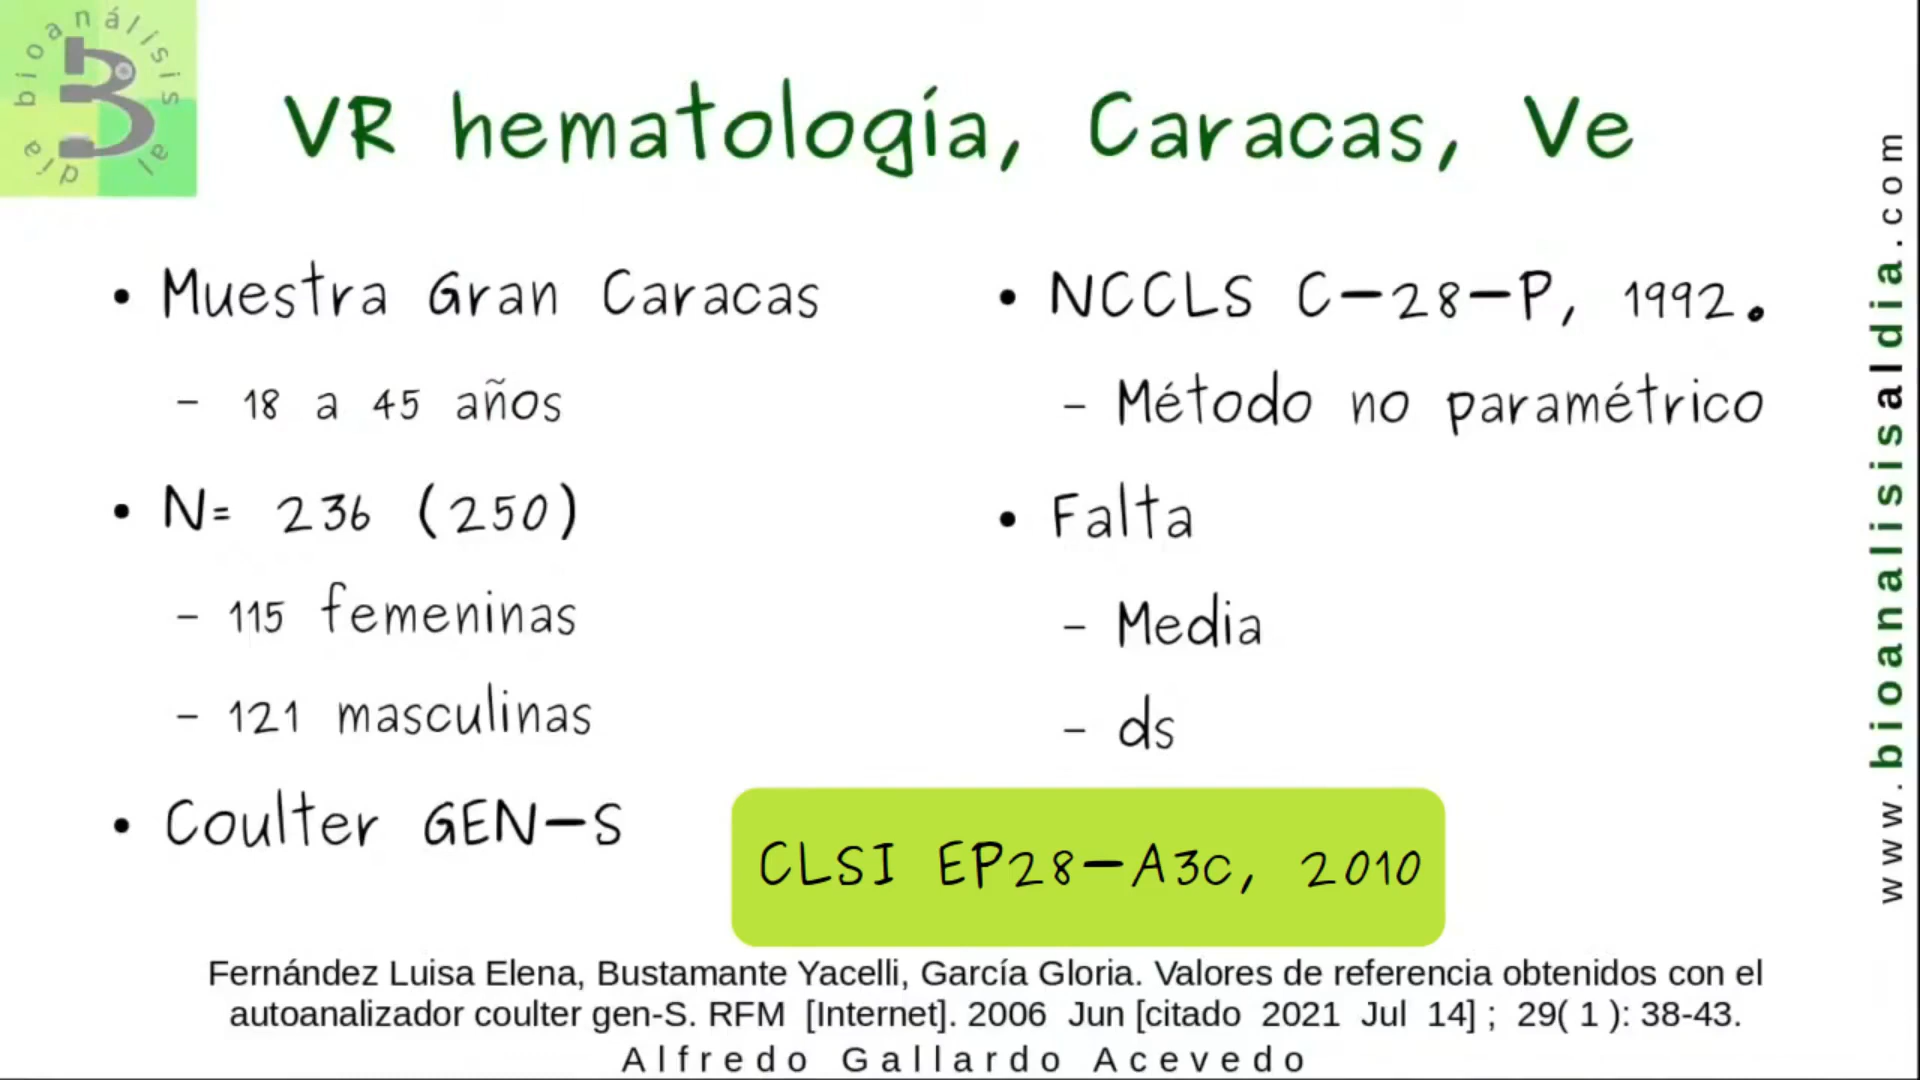 bioanálisis al día
VR hematología, Caracas, Ve
• Muestra Gran Caracas
– 18 a 45 años
• N= 236 (250)
– 115 femeninas
– 121 masculinas
• Coulter GEN-S
• NCCLS C-28-P, 1992.
– Método no paramétrico
• Falta
– Media
– ds
CLSI EP28-A3C, 2010
Fernández Luisa Elena, Bustamante Yacelli, García Gloria. Valores de referencia obtenidos con el
autoanalizador coulter gen-S. RFM [Internet]. 2006 Jun [citado 2021 Jul 14] ; 29( 1 ): 38-43.
Alfredo Gallardo Acevedo
www.bioanalisisaldia.com